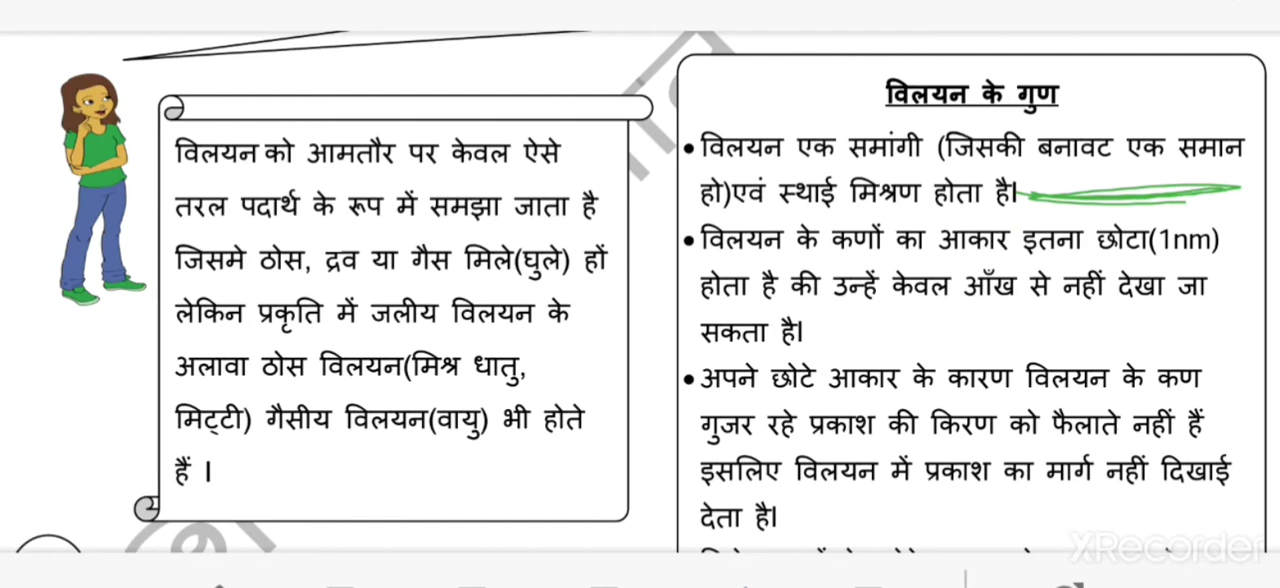 विलयन को आमतौर पर केवल ऐसे
तरल पदार्थ के रूप में समझा जाता है
जिसमे ठोस, द्रव या गैस मिले(घुले) हों
लेकिन प्रकृति में जलीय विलयन के
अलावा ठोस विलयन(मिश्र धातु,
मिट्टी) गैसीय विलयन(वायु) भी होते
हैं ।
विलयन के गुण
• विलयन एक समांगी (जिसकी बनावट एक समान
हो)एवं स्थाई मिश्रण होता है।
• विलयन के कणों का आकार इतना छोटा(1nm)
होता है की उन्हें केवल आँख से नहीं देखा जा
सकता है।
• अपने छोटे आकार के कारण विलयन के कण
गुजर रहे प्रकाश की किरण को फैलाते नहीं हैं
इसलिए विलयन में प्रकाश का मार्ग नहीं दिखाई
देता है।
XRecorder